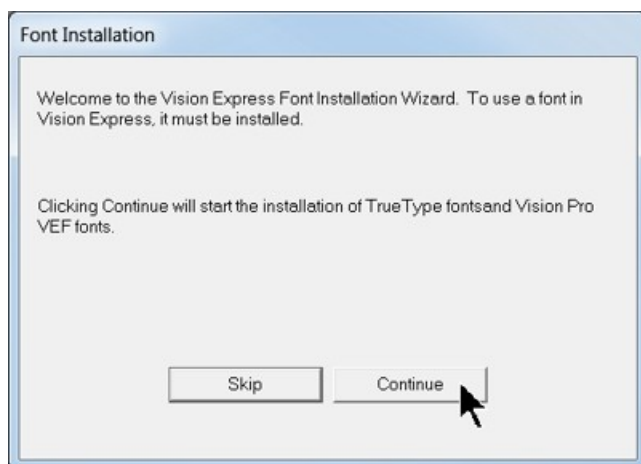 Font Installation
Welcome to the Vision Express Font Installation Wizard. To use a font in
Vision Express, it must be installed.
Clicking Continue will start the installation of TrueType fontsand Vision Pro
VEF fonts.
Skip
Continue